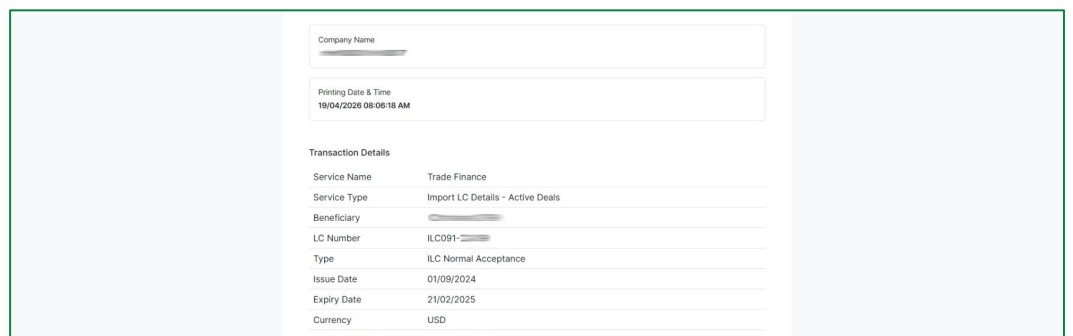 Company Name
Printing Date & Time
19/04/2026 08:06:18 AM
Transaction Details
Service Name Trade Finance
Service Type Import LC Details - Active Deals
Beneficiary
LC Number ILC091-
Type ILC Normal Acceptance
Issue Date 01/09/2024
Expiry Date 21/02/2025
Currency USD